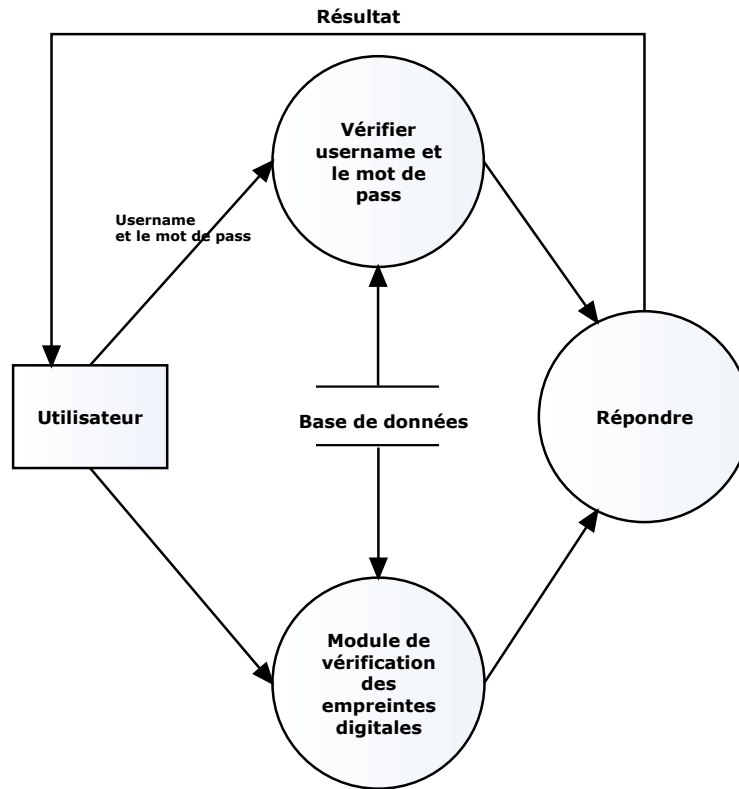 Résultat
Vérifier
username et
le mot de
pass
Username
et le mot de pass
Utilisateur
Base de données
Répondre
Module de
vérification
des
empreintes
digitales